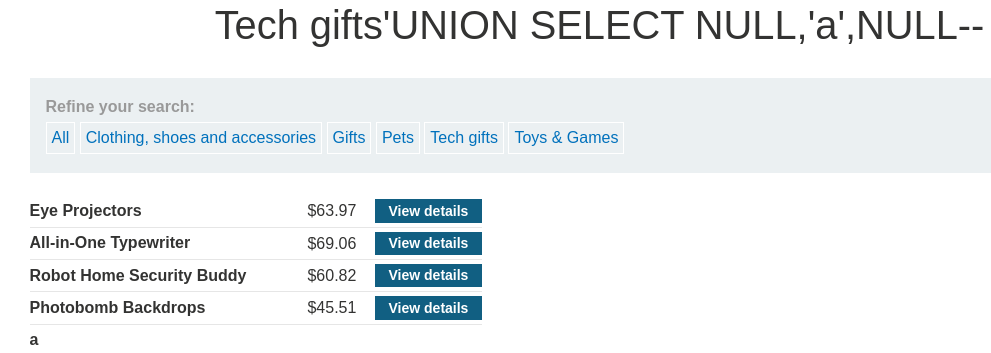 Tech gifts'UNION SELECT NULL,'a',NULL--
Refine your search:
All Clothing, shoes and accessories Gifts Pets Tech gifts Toys & Games
Eye Projectors $63.97 View details
All-in-One Typewriter $69.06 View details
Robot Home Security Buddy $60.82 View details
Photobomb Backdrops $45.51 View details
a